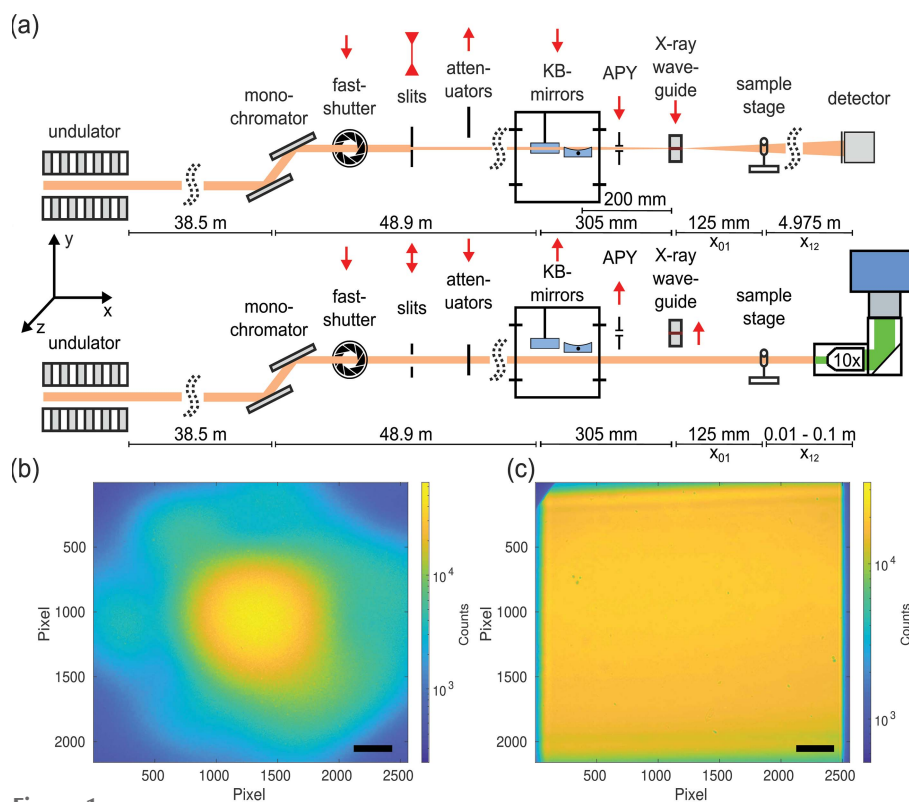 (a)
undulator
mono-
chromator
fast-
shutter
slits
atten-
uators
KB-
mirrors
APY
X-ray
wave-
guide
sample
stage
detector
200 mm
38.5 m
48.9 m
305 mm
125 mm
x01
4.975 m
x12
y
x
z
undulator
mono-
chromator
fast-
shutter
slits
atten-
uators
KB-
mirrors
APY
X-ray
wave-
guide
sample
stage
10x
38.5 m
48.9 m
305 mm
125 mm
x01
0.01 - 0.1 m
x12
(b)
500
1000
1500
2000
Pixel
500 1000 1500 2000 2500
Pixel
10^4
10^3
Counts
(c)
500
1000
1500
2000
Pixel
500 1000 1500 2000 2500
Pixel
10^4
10^3
Counts